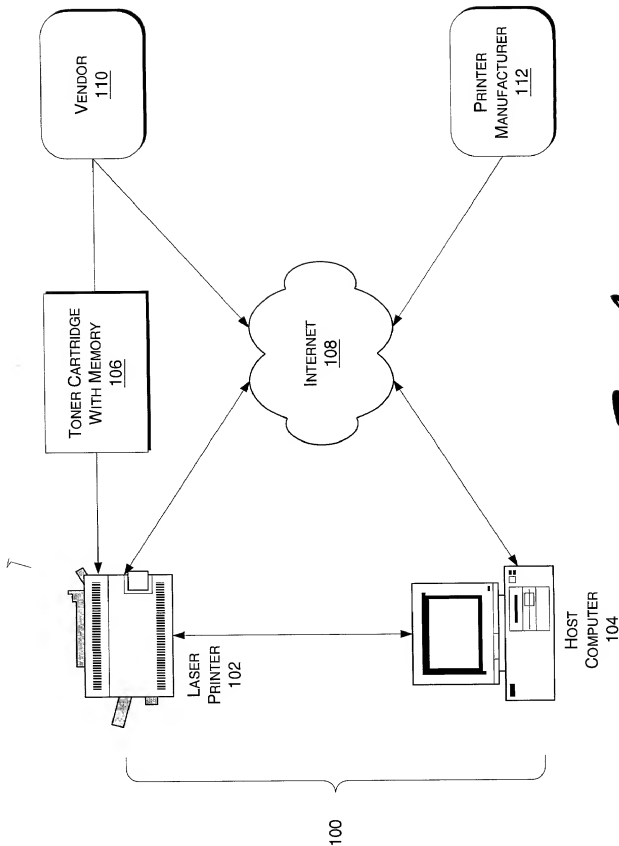 VENDOR
110
TONER CARTRIDGE
WITH MEMORY
106
LASER
PRINTER
102
100
INTERNET
108
PRINTER
MANUFACTURER
112
HOST
COMPUTER
104